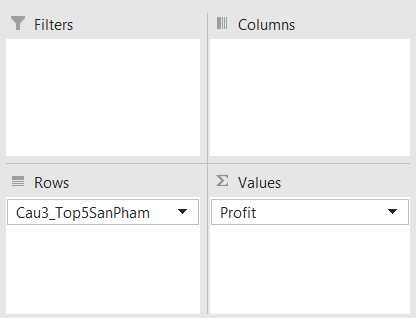 Filters
Columns
Rows
Values
Cau3_Top5SanPham
Profit